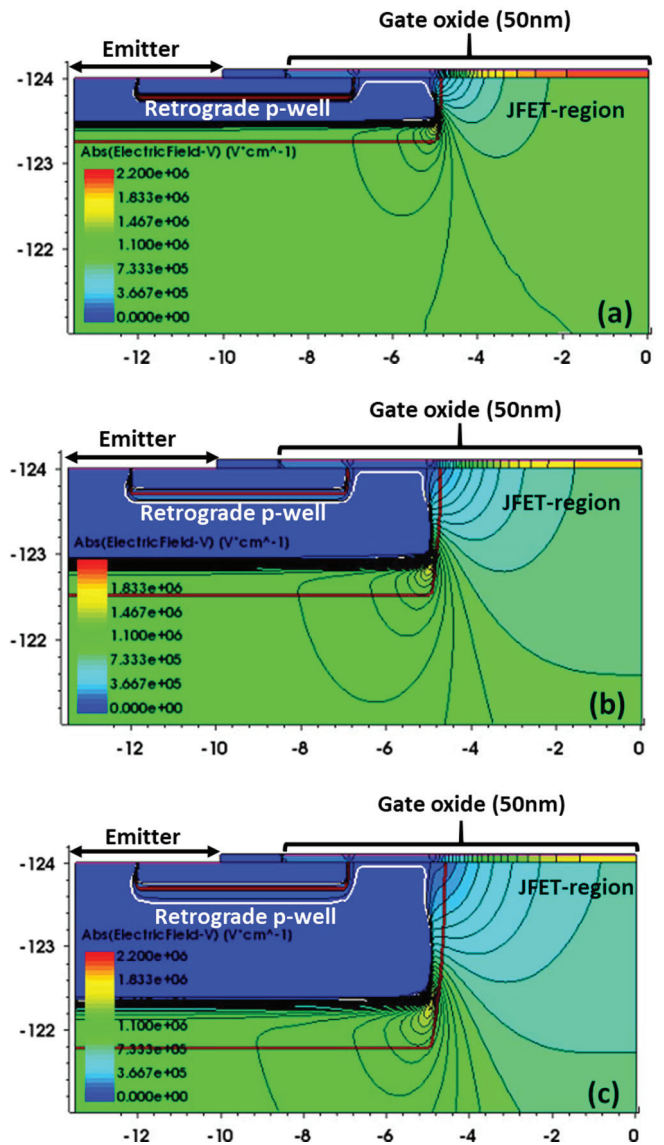 Gate oxide (50nm)
Emitter
-124
Retrograde p-well
JFET-region
-123
Abs(ElectricField-V) (V*cm^-1)
2.200e+06
1.833e+06
1.467e+06
-122
1.100e+06
7.333e+05
3.667e+05
0.000e+00
(a)
-12 -10 -8 -6 -4 -2 0
Gate oxide (50nm)
Emitter
-124
Retrograde p-well
JFET-region
Abs(ElectricField-V) (V*cm^-1)
-123
1.833e+06
1.467e+06
-122
1.100e+06
7.333e+05
3.667e+05
0.000e+00
(b)
-12 -10 -8 -6 -4 -2 0
Gate oxide (50nm)
Emitter
-124
JFET-region
Retrograde p-well
-123
Abs(ElectricField-V) (V*cm^-1)
2.200e+06
1.833e+06
-122
1.100e+06
7.333e+05
3.667e+05
0.000e+00
(c)
-12 -10 -8 -6 -4 -2 0